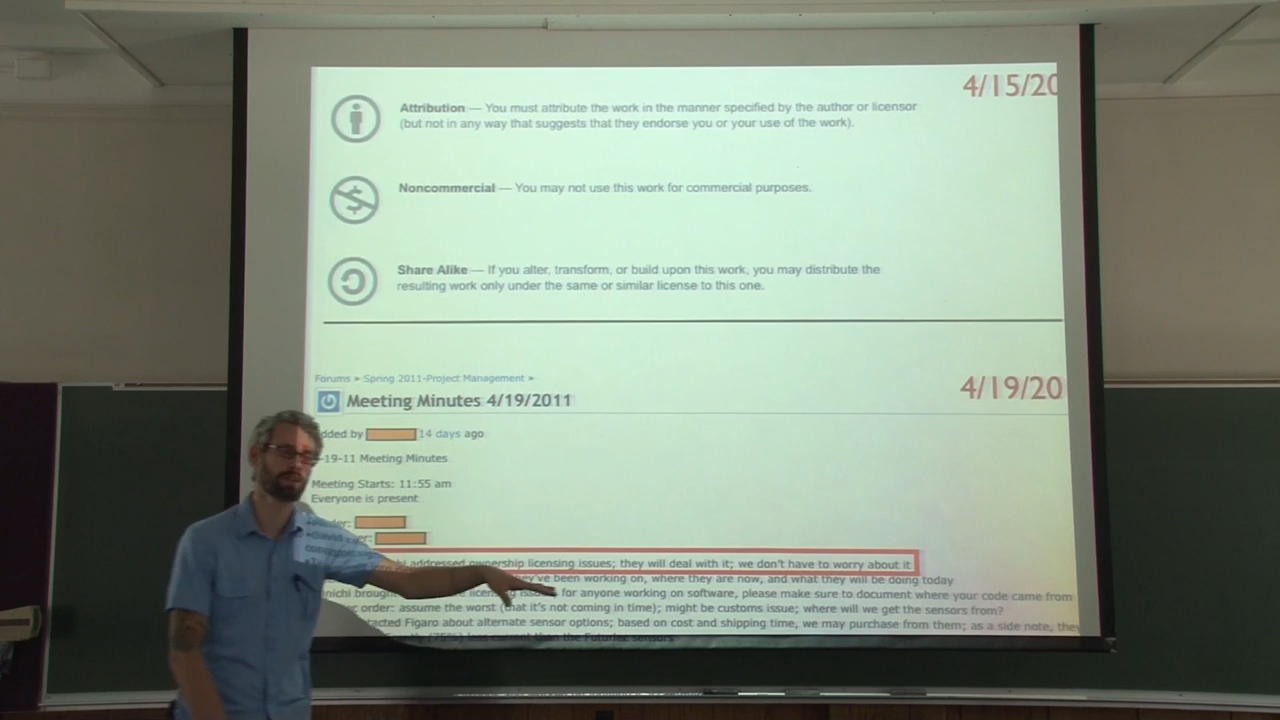 4/15/20
Attribution — You must attribute the work in the manner specified by the author or licensor
(but not in any way that suggests that they endorse you or your use of the work).
Noncommercial — You may not use this work for commercial purposes.
Share Alike — If you alter, transform, or build upon this work, you may distribute the
resulting work only under the same or similar license to this one.
Forums » Spring 2011-Project Management »
4/19/20
Meeting Minutes 4/19/2011
dded by 14 days ago
-19-11 Meeting Minutes
Meeting Starts: 11:55 am
Everyone is present
addressed ownership licensing issues; they will deal with it; we don't have to worry about it
they've been working on, where they are now, and what they will be doing today
nichi brought licensing issues for anyone working on software, please make sure to document where your code came from
order: assume the worst (that it's not coming in time); might be customs issue; where will we get the sensors from?
tacted Figaro about alternate sensor options; based on cost and shipping time, we may purchase from them; as a side note, they
(75%) less current than the Futurlec sensors